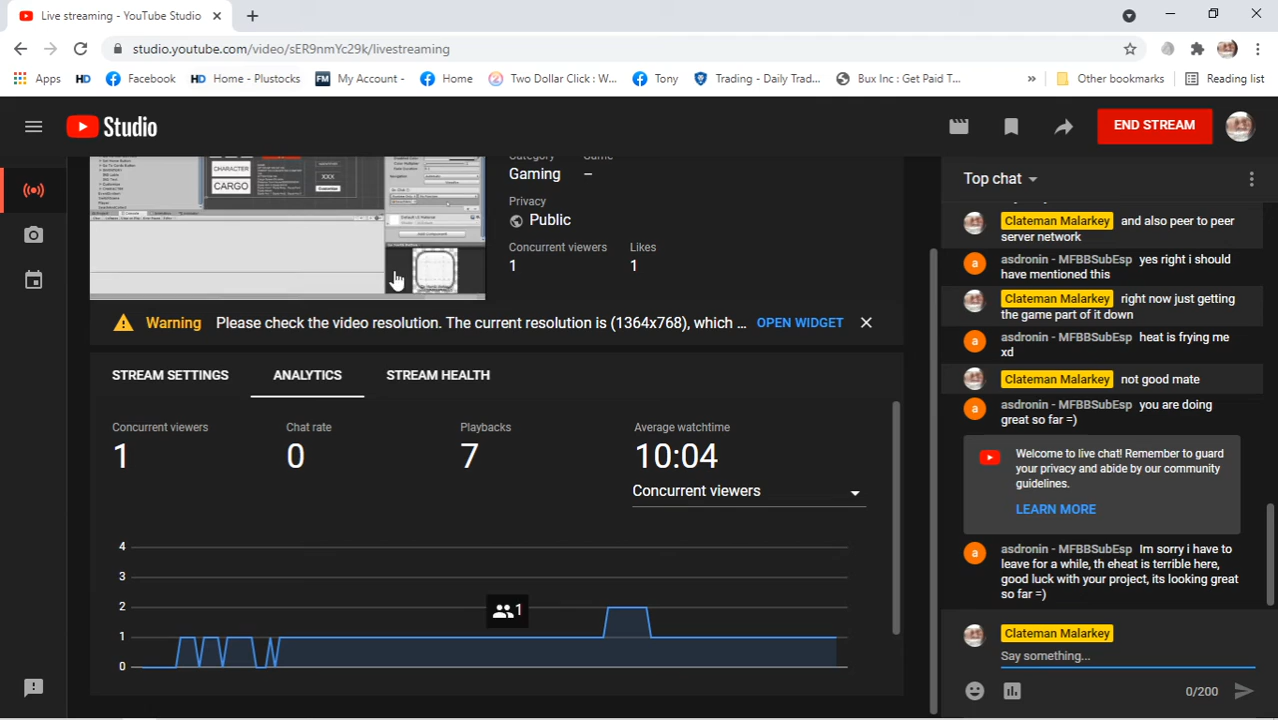 Live streaming - YouTube Studio
studio.youtube.com/video/sER9nmYc29k/livestreaming
Apps Facebook Home - Plustocks FM My Account - Home Two Dollar Click : W... Tony Trading - Daily Trad... Bux Inc : Get Paid T... » Other bookmarks Reading list
Studio
END STREAM
CHARACTER
CARGO
XXX
Category
Gaming –
Privacy
Public
Concurrent viewers Likes
1 1
Warning Please check the video resolution. The current resolution is (1364x768), which ... OPEN WIDGET
STREAM SETTINGS ANALYTICS STREAM HEALTH
Concurrent viewers Chat rate Playbacks Average watchtime
1 0 7 10:04
Concurrent viewers
4
3
2
1
0
1
Top chat
Clateman Malarkey and also peer to peer
server network
asdronin - MFBBSubEsp yes right i should
have mentioned this
Clateman Malarkey right now just getting
the game part of it down
asdronin - MFBBSubEsp heat is frying me
xd
Clateman Malarkey not good mate
asdronin - MFBBSubEsp you are doing
great so far =)
Welcome to live chat! Remember to guard
your privacy and abide by our community
guidelines.
LEARN MORE
asdronin - MFBBSubEsp Im sorry i have to
leave for a while, th eheat is terrible here,
good luck with your project, its looking great
so far =)
Clateman Malarkey
Say something...
0/200